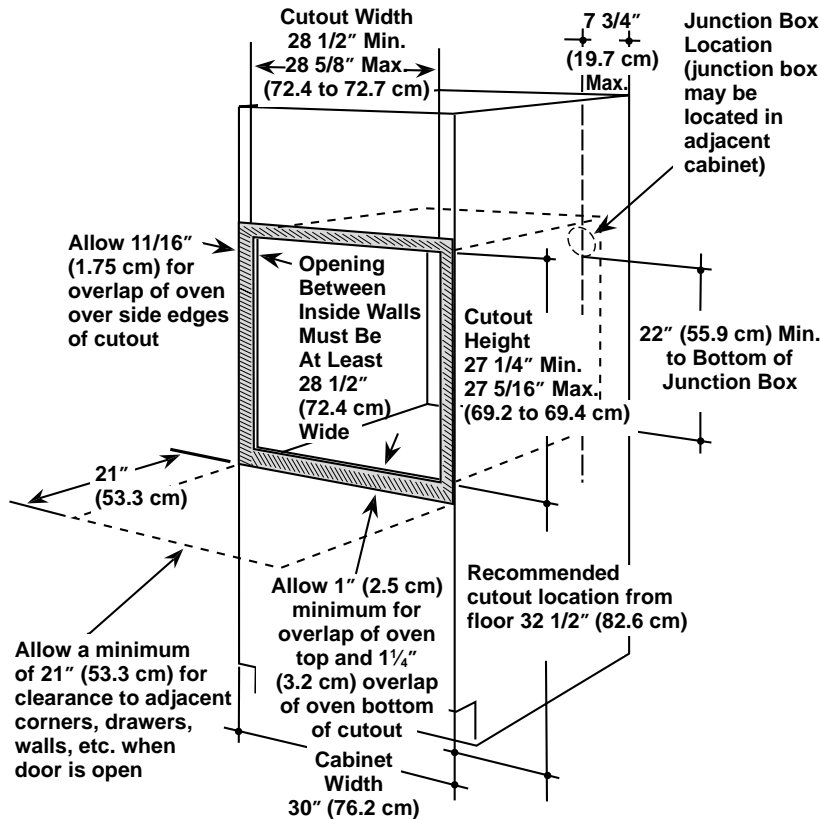 Cutout Width
28 1/2″ Min.
28 5/8″ Max.
(72.4 to 72.7 cm)
7 3/4″
(19.7 cm)
Max.
Junction Box
Location
(junction box
may be
located in
adjacent
cabinet)
Allow 11/16″
(1.75 cm) for
overlap of oven
over side edges
of cutout
Opening
Between
Inside Walls
Must Be
At Least
28 1/2″
(72.4 cm)
Wide
Cutout
Height
27 1/4″ Min.
27 5/16″ Max.
(69.2 to 69.4 cm)
22″ (55.9 cm) Min.
to Bottom of
Junction Box
21″
(53.3 cm)
Allow a minimum
of 21″ (53.3 cm) for
clearance to adjacent
corners, drawers,
walls, etc. when
door is open
Allow 1″ (2.5 cm)
minimum for
overlap of oven
top and 1¼″
(3.2 cm) overlap
of oven bottom
of cutout
Recommended
cutout location from
floor 32 1/2″ (82.6 cm)
Cabinet
Width
30″ (76.2 cm)